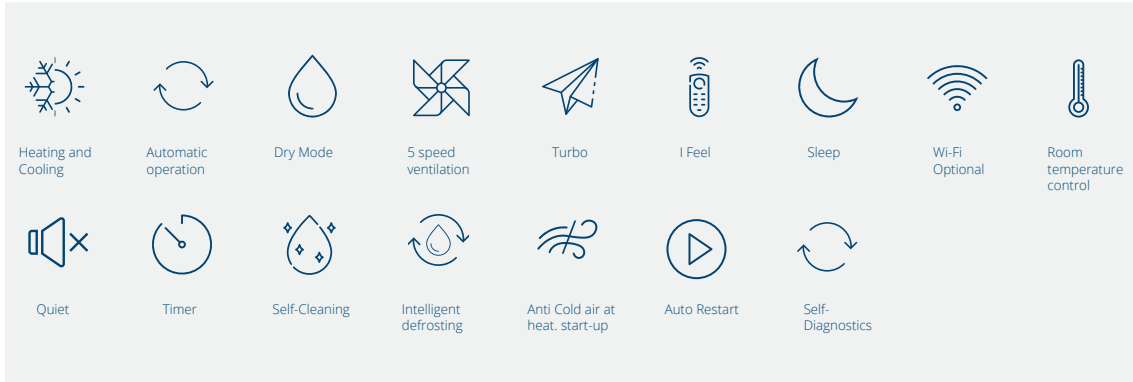 Heating and
Cooling
Automatic
operation
Dry Mode
5 speed
ventilation
Turbo
I Feel
Sleep
Wi-Fi
Optional
Room
temperature
control
Quiet
Timer
Self-Cleaning
Intelligent
defrosting
Anti Cold air at
heat. start-up
Auto Restart
Self-
Diagnostics